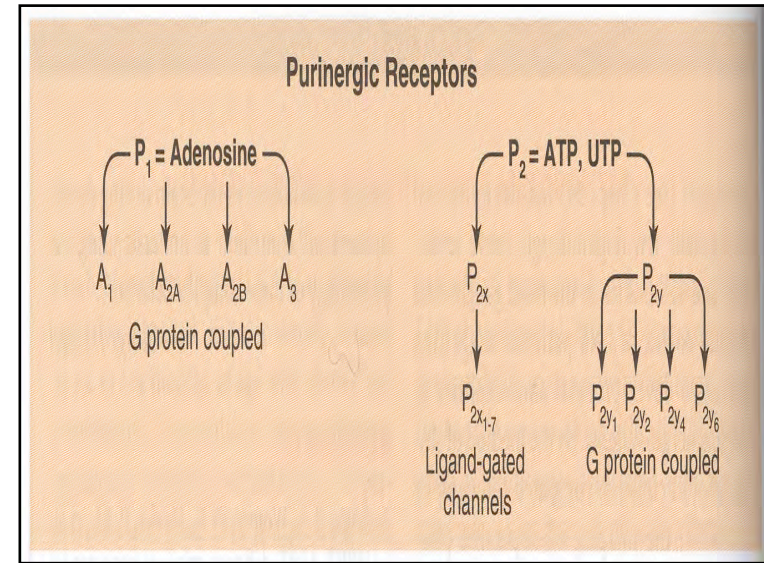 Purinergic Receptors
P₁ = Adenosine
P₂ = ATP, UTP
A₁ A₂A A₂B A₃
G protein coupled
P₂x P₂y
P₂x₁₋₇
P₂y₁ P₂y₂ P₂y₄ P₂y₆
Ligand-gated
channels
G protein coupled